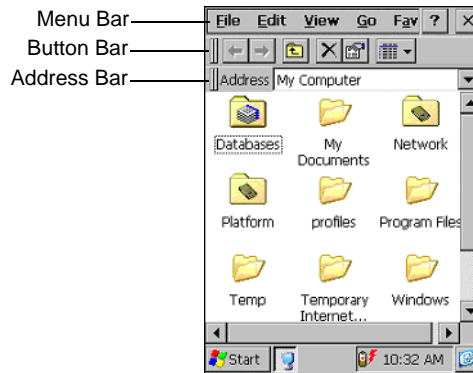 Menu Bar File Edit View Go Fav ?
Button Bar
Address Bar Address My Computer
Databases My Documents Network
Platform profiles Program Files
Temp Temporary Internet... Windows
Start 10:32 AM